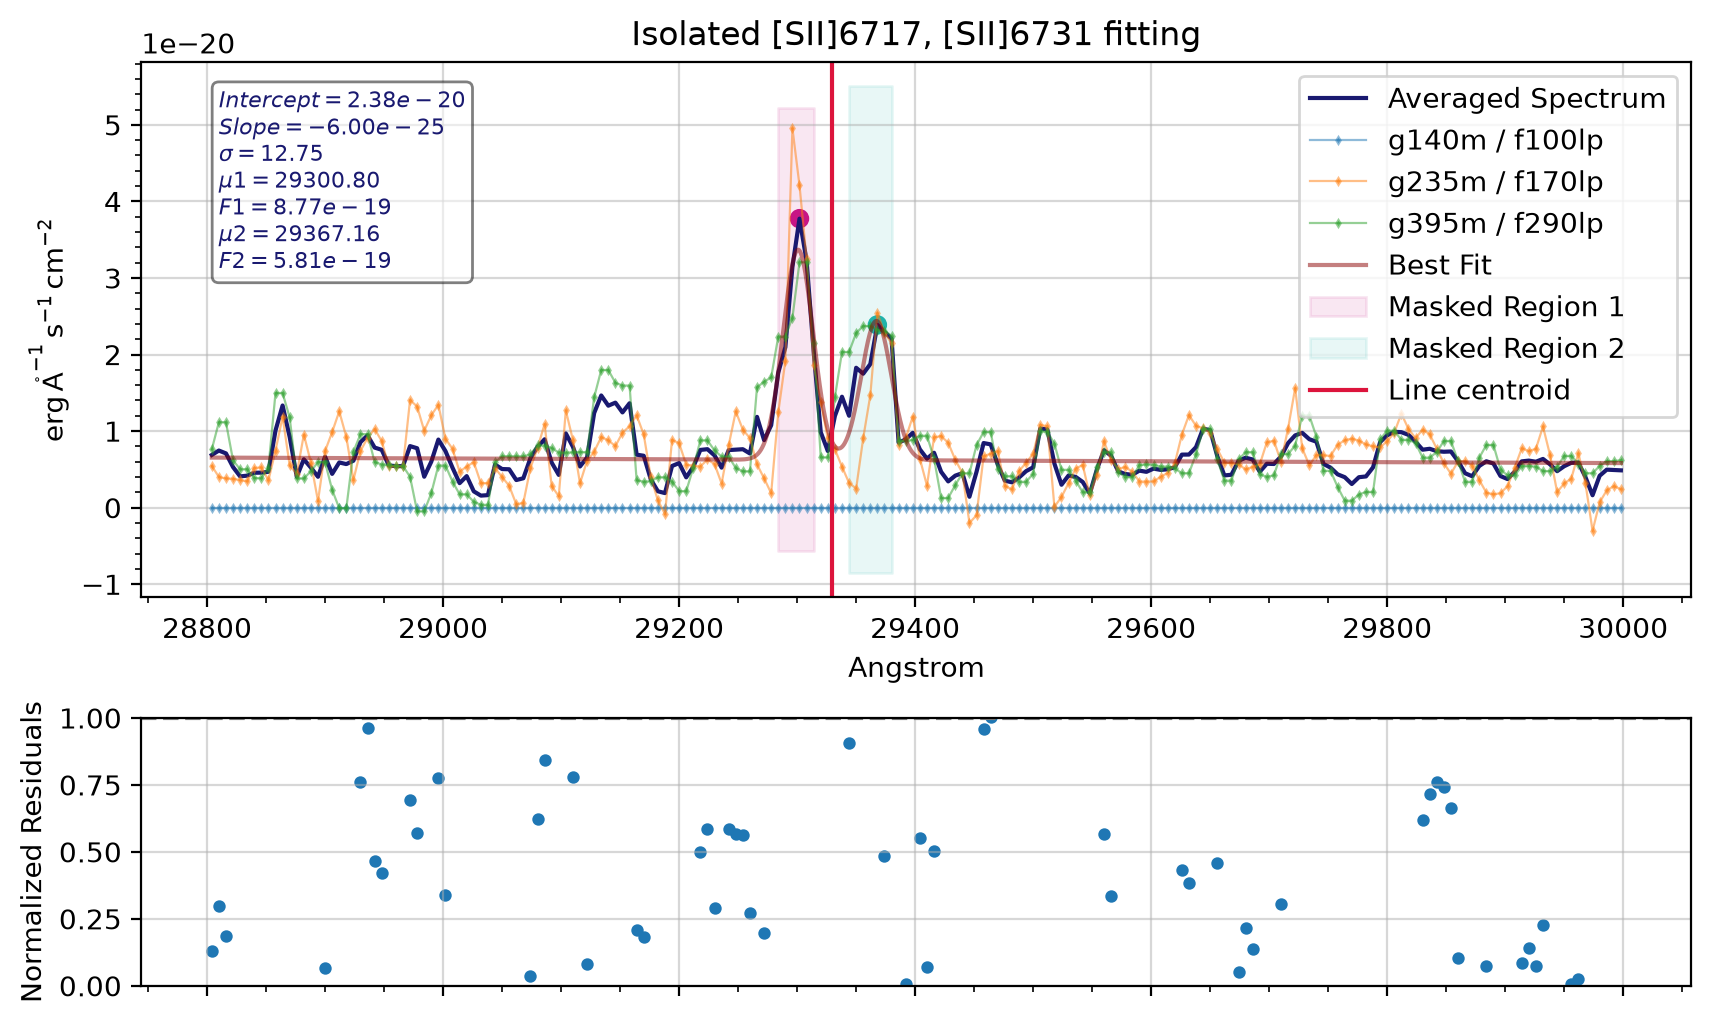 Isolated [SII]6717, [SII]6731 fitting
1e−20
Intercept = 2.38e − 20
Slope = −6.00e − 25
σ = 12.75
μ1 = 29300.80
F1 = 8.77e − 19
μ2 = 29367.16
F2 = 5.81e − 19
Averaged Spectrum
g140m / f100lp
g235m / f170lp
g395m / f290lp
Best Fit
Masked Region 1
Masked Region 2
Line centroid
5
4
3
2
1
0
−1
erg Å⁻¹ s⁻¹ cm⁻²
28800 29000 29200 29400 29600 29800 30000
Angstrom
1.00
0.75
0.50
0.25
0.00
Normalized Residuals